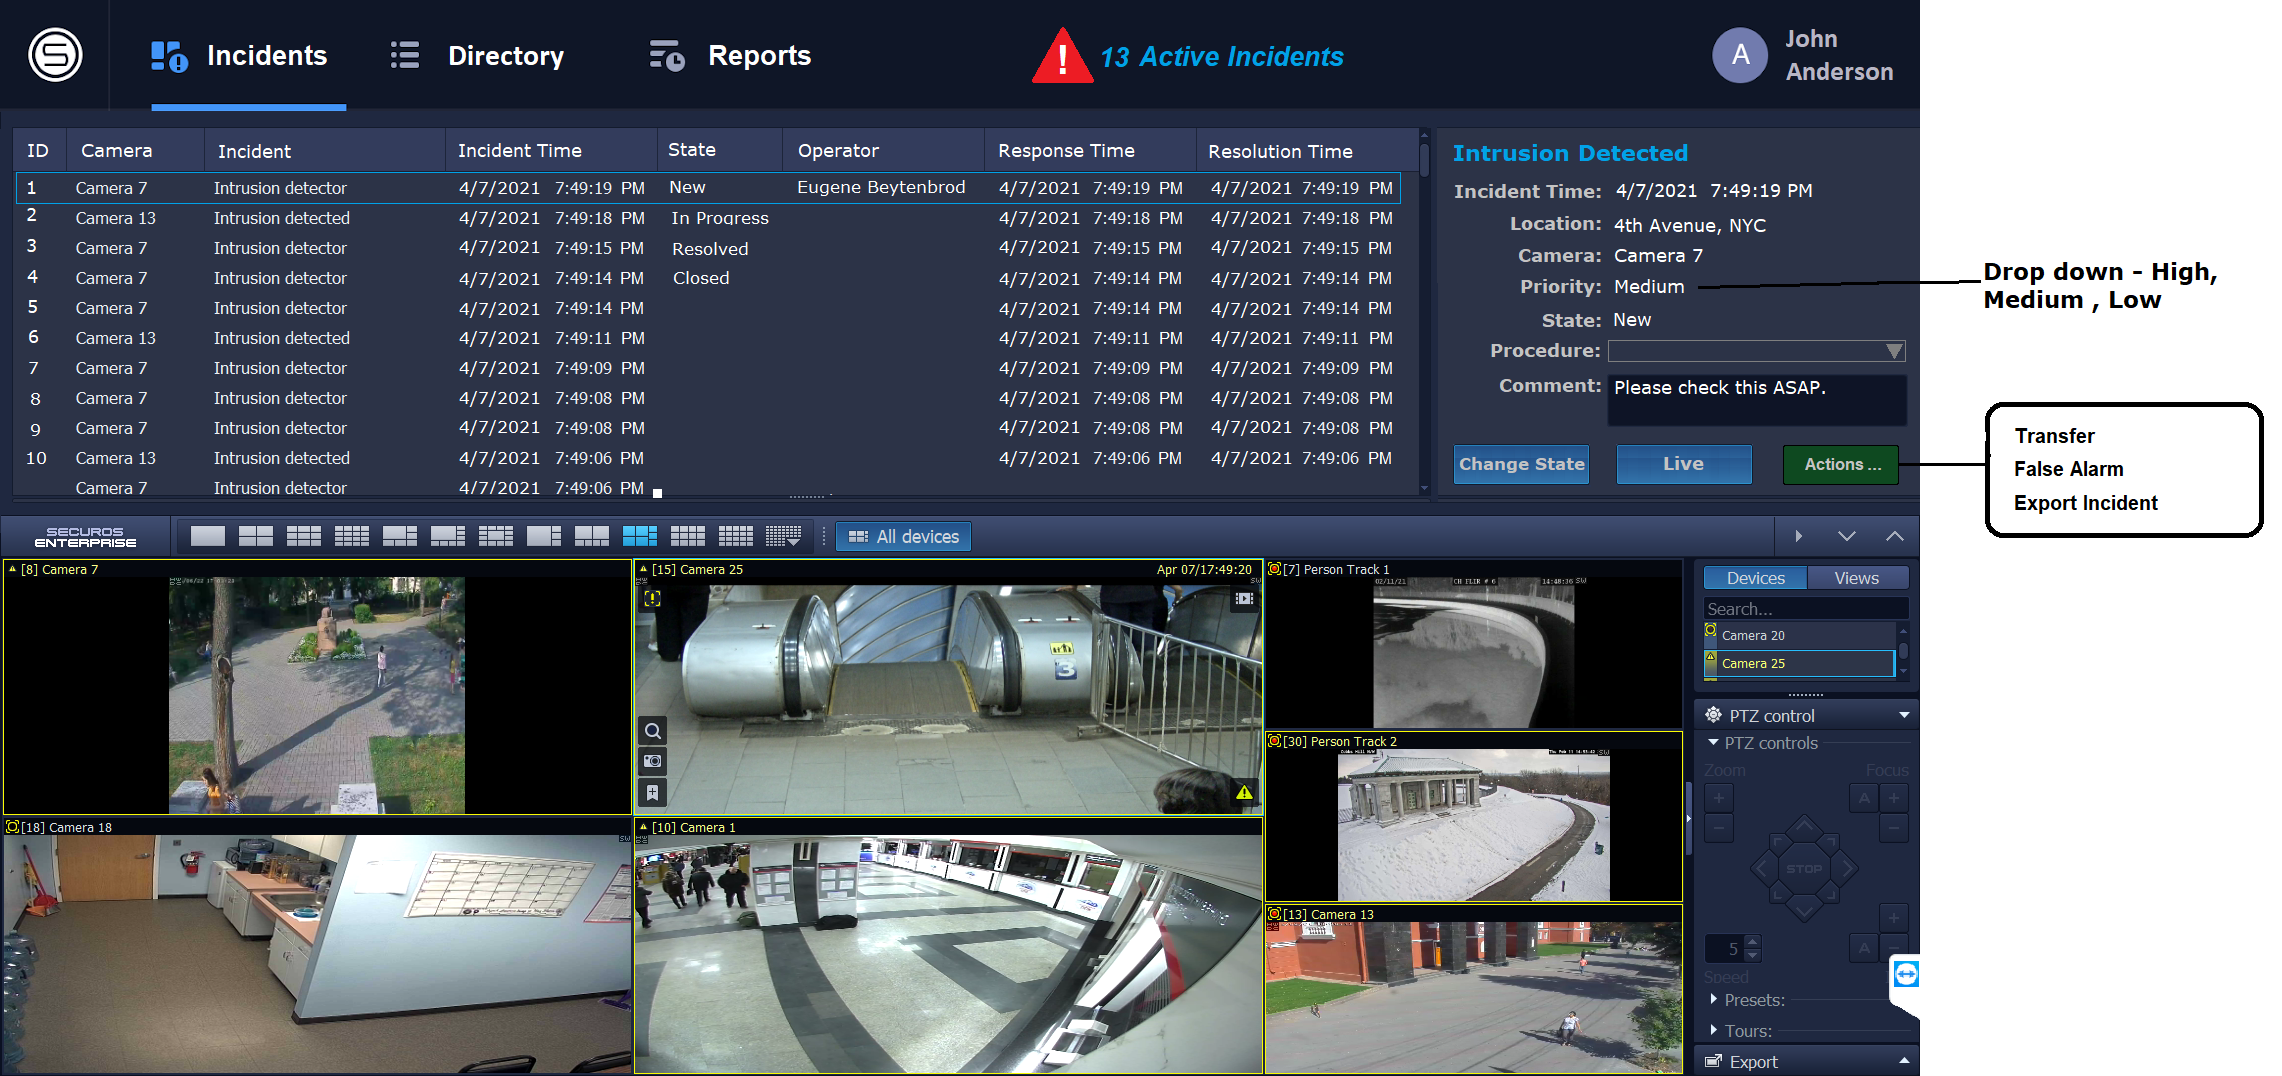 Incidents
Directory
Reports
13 Active Incidents
A
John
Anderson
ID Camera Incident Incident Time State Operator Response Time Resolution Time
1 Camera 7 Intrusion detector 4/7/2021 7:49:19 PM New Eugene Beytenbrod 4/7/2021 7:49:19 PM 4/7/2021 7:49:19 PM
2 Camera 13 Intrusion detected 4/7/2021 7:49:18 PM In Progress 4/7/2021 7:49:18 PM 4/7/2021 7:49:18 PM
3 Camera 7 Intrusion detector 4/7/2021 7:49:15 PM Resolved 4/7/2021 7:49:15 PM 4/7/2021 7:49:15 PM
4 Camera 7 Intrusion detector 4/7/2021 7:49:14 PM Closed 4/7/2021 7:49:14 PM 4/7/2021 7:49:14 PM
5 Camera 7 Intrusion detector 4/7/2021 7:49:14 PM 4/7/2021 7:49:14 PM 4/7/2021 7:49:14 PM
6 Camera 13 Intrusion detector 4/7/2021 7:49:11 PM 4/7/2021 7:49:11 PM 4/7/2021 7:49:11 PM
7 Camera 7 Intrusion detector 4/7/2021 7:49:09 PM 4/7/2021 7:49:09 PM 4/7/2021 7:49:09 PM
8 Camera 7 Intrusion detector 4/7/2021 7:49:08 PM 4/7/2021 7:49:08 PM 4/7/2021 7:49:08 PM
9 Camera 7 Intrusion detector 4/7/2021 7:49:08 PM 4/7/2021 7:49:08 PM 4/7/2021 7:49:08 PM
10 Camera 13 Intrusion detected 4/7/2021 7:49:06 PM 4/7/2021 7:49:06 PM 4/7/2021 7:49:06 PM
Camera 7 Intrusion detector 4/7/2021 7:49:06 PM
Intrusion Detected
Incident Time: 4/7/2021 7:49:19 PM
Location: 4th Avenue, NYC
Camera: Camera 7
Priority: Medium
State: New
Procedure:
Comment: Please check this ASAP.
Change State
Live
Actions ...
Drop down - High,
Medium , Low
Transfer
False Alarm
Export Incident
SECUROS
ENTERPRISE
All devices
[8] Camera 7
[15] Camera 25
Apr 07/17:49:20
3
[7] Person Track 1
02/11/21 CH FLIR # 6 14:48:36
[30] Person Track 2
[18] Camera 18
[10] Camera 1
[13] Camera 13
Devices
Views
Search...
Camera 20
Camera 25
PTZ control
PTZ controls
Zoom
Focus
+ A +
− −
STOP
+
5 A −
Speed
Presets:
Tours:
Export